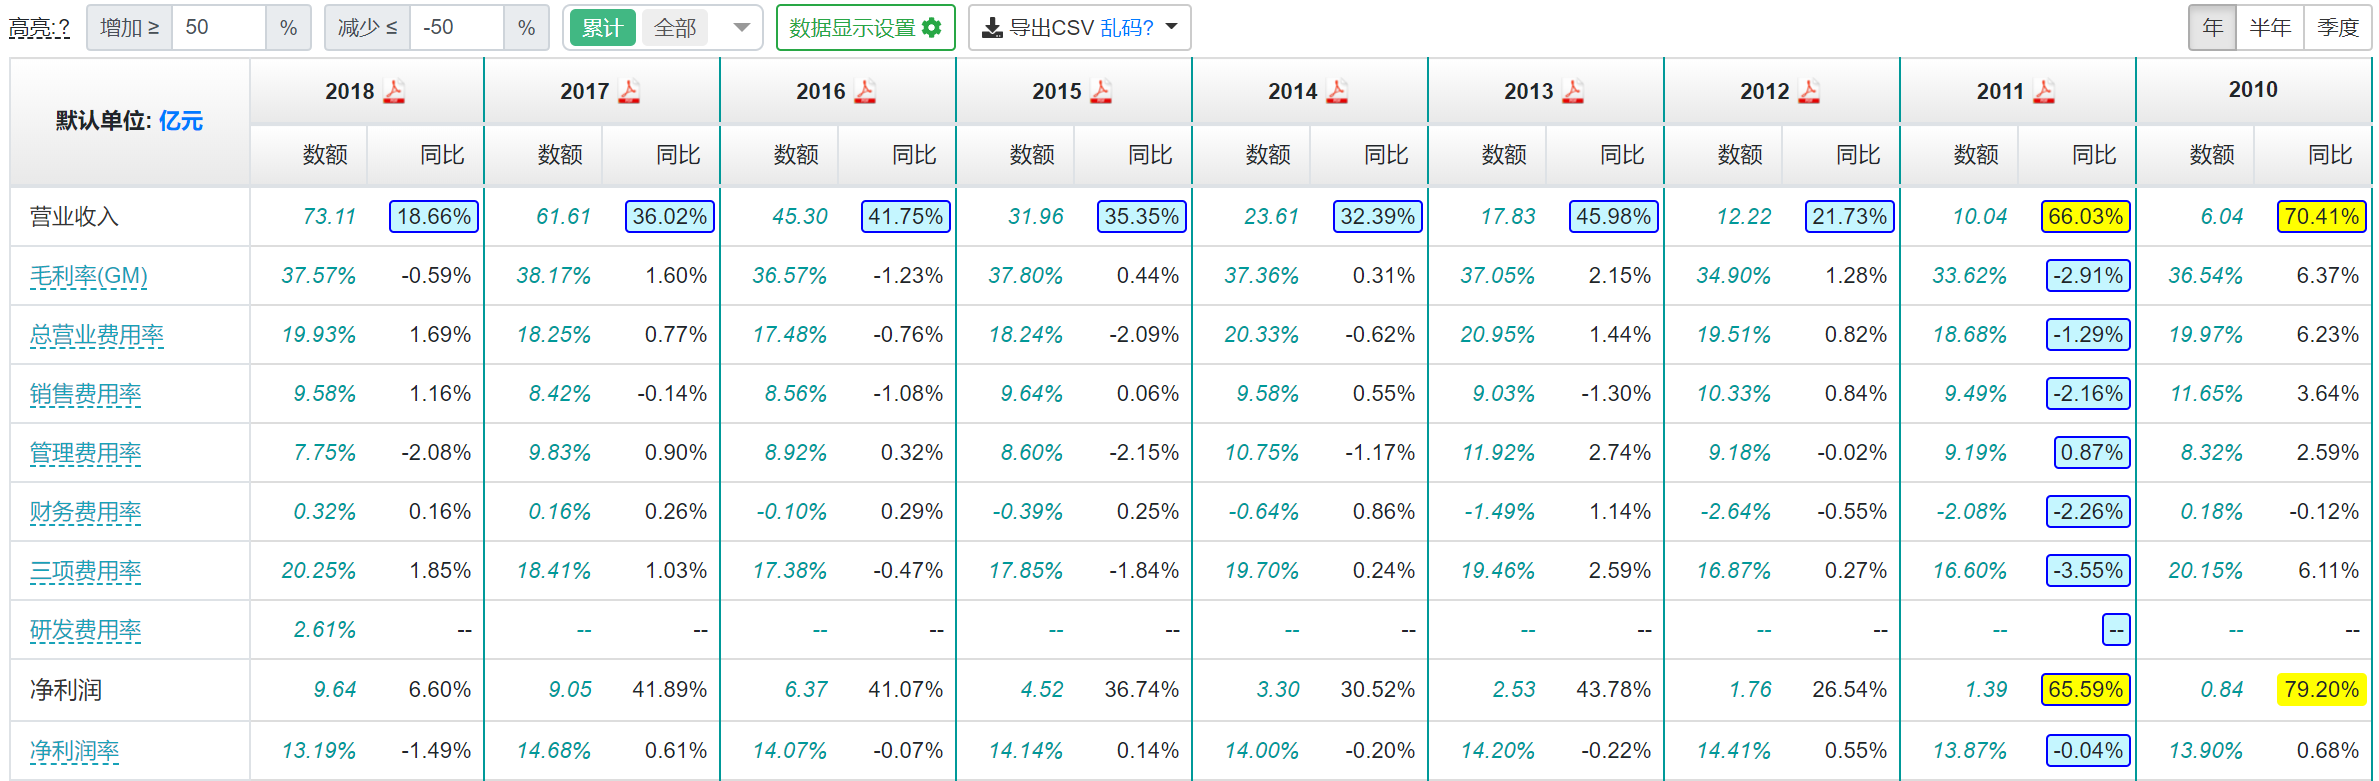 高亮:? 增加 ≥ 50 % 减少 ≤ -50 % 累计 全部 数据显示设置 导出CSV 乱码? 年 半年 季度
默认单位: 亿元 2018 2017 2016 2015 2014 2013 2012 2011 2010
数额 同比 数额 同比 数额 同比 数额 同比 数额 同比 数额 同比 数额 同比 数额 同比 数额 同比
营业收入 73.11 18.66% 61.61 36.02% 45.30 41.75% 31.96 35.35% 23.61 32.39% 17.83 45.98% 12.22 21.73% 10.04 66.03% 6.04 70.41%
毛利率(GM) 37.57% -0.59% 38.17% 1.60% 36.57% -1.23% 37.80% 0.44% 37.36% 0.31% 37.05% 2.15% 34.90% 1.28% 33.62% -2.91% 36.54% 6.37%
总营业费用率 19.93% 1.69% 18.25% 0.77% 17.48% -0.76% 18.24% -2.09% 20.33% -0.62% 20.95% 1.44% 19.51% 0.82% 18.68% -1.29% 19.97% 6.23%
销售费用率 9.58% 1.16% 8.42% -0.14% 8.56% -1.08% 9.64% 0.06% 9.58% 0.55% 9.03% -1.30% 10.33% 0.84% 9.49% -2.16% 11.65% 3.64%
管理费用率 7.75% -2.08% 9.83% 0.90% 8.92% 0.32% 8.60% -2.15% 10.75% -1.17% 11.92% 2.74% 9.18% -0.02% 9.19% 0.87% 8.32% 2.59%
财务费用率 0.32% 0.16% 0.16% 0.26% -0.10% 0.29% -0.39% 0.25% -0.64% 0.86% -1.49% 1.14% -2.64% -0.55% -2.08% -2.26% 0.18% -0.12%
三项费用率 20.25% 1.85% 18.41% 1.03% 17.38% -0.47% 17.85% -1.84% 19.70% 0.24% 19.46% 2.59% 16.87% 0.27% 16.60% -3.55% 20.15% 6.11%
研发费用率 2.61% -- -- -- -- -- -- -- -- -- -- -- -- -- -- -- -- --
净利润 9.64 6.60% 9.05 41.89% 6.37 41.07% 4.52 36.74% 3.30 30.52% 2.53 43.78% 1.76 26.54% 1.39 65.59% 0.84 79.20%
净利润率 13.19% -1.49% 14.68% 0.61% 14.07% -0.07% 14.14% 0.14% 14.00% -0.20% 14.20% -0.22% 14.41% 0.55% 13.87% -0.04% 13.90% 0.68%